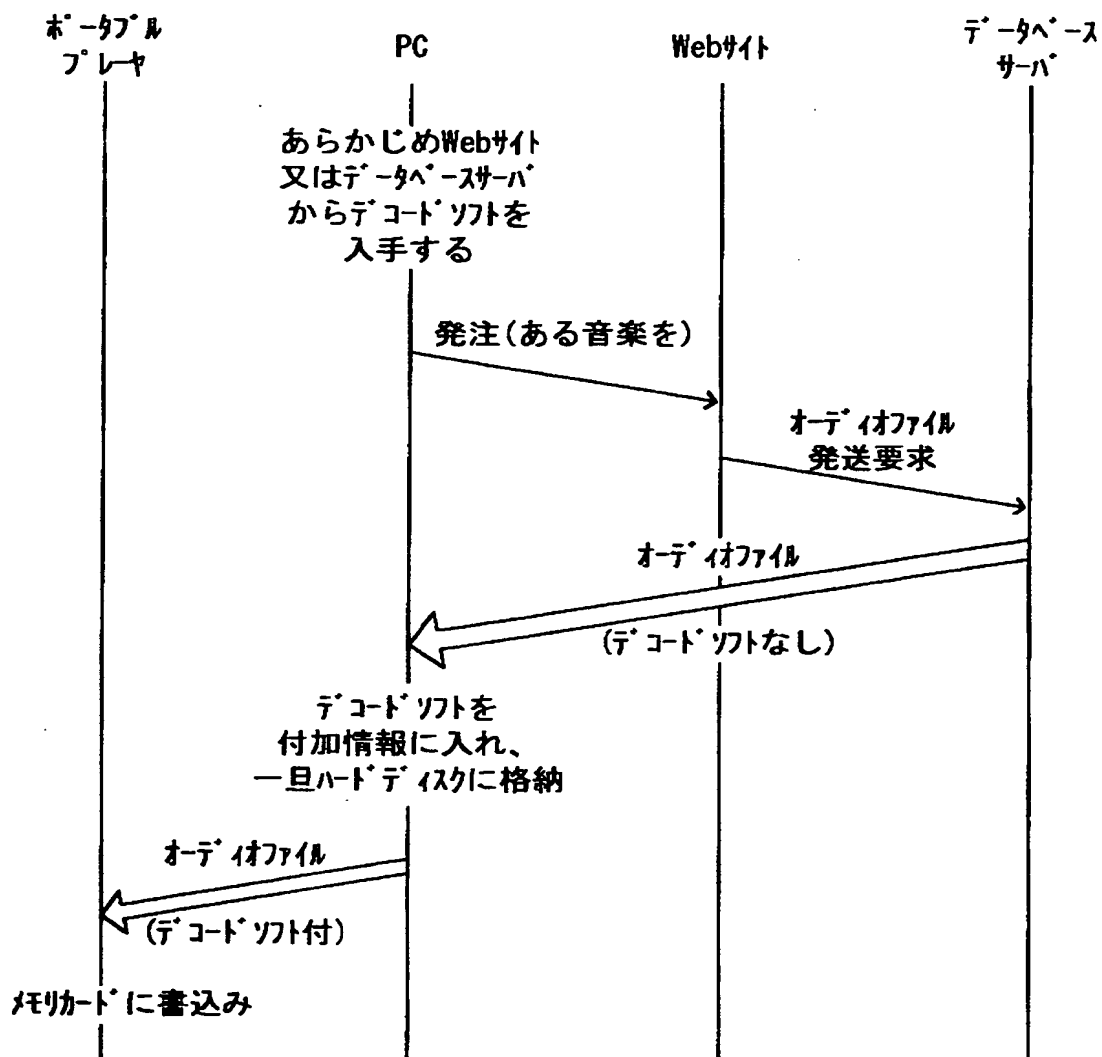 ポータブル
プレーヤ
PC
Webサイト
データベース
サーバ
あらかじめWebサイト
又はデータベースサーバ
からデコードソフトを
入手する
発注(ある音楽を)
オーディオファイル
発送要求
オーディオファイル
(デコードソフトなし)
デコードソフトを
付加情報に入れ、
一旦ハードディスクに格納
オーディオファイル
(デコードソフト付)
メモリカードに書込み